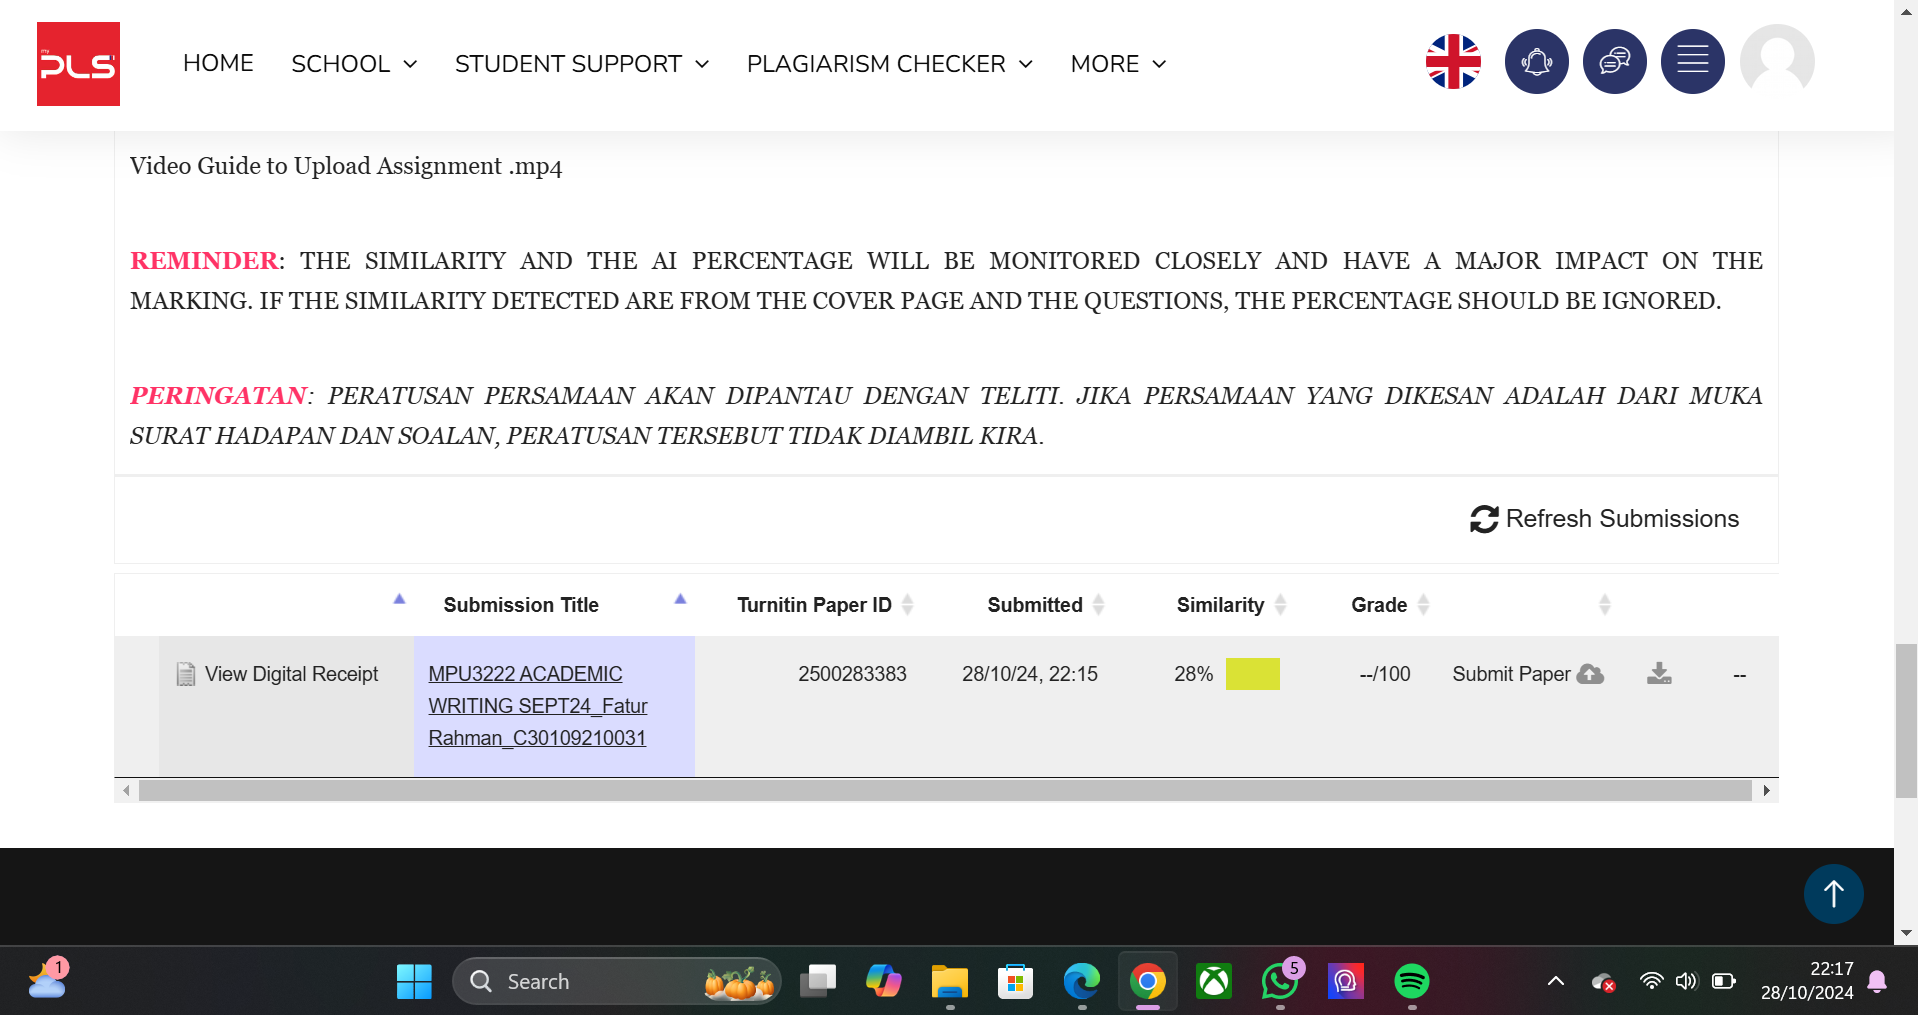 my
PLS
HOME
SCHOOL
STUDENT SUPPORT
PLAGIARISM CHECKER
MORE
Video Guide to Upload Assignment .mp4
REMINDER: THE SIMILARITY AND THE AI PERCENTAGE WILL BE MONITORED CLOSELY AND HAVE A MAJOR IMPACT ON THE
MARKING. IF THE SIMILARITY DETECTED ARE FROM THE COVER PAGE AND THE QUESTIONS, THE PERCENTAGE SHOULD BE IGNORED.
PERINGATAN: PERATUSAN PERSAMAAN AKAN DIPANTAU DENGAN TELITI. JIKA PERSAMAAN YANG DIKESAN ADALAH DARI MUKA
SURAT HADAPAN DAN SOALAN, PERATUSAN TERSEBUT TIDAK DIAMBIL KIRA.
Refresh Submissions
Submission Title Turnitin Paper ID Submitted Similarity Grade
View Digital Receipt
MPU3222 ACADEMIC
WRITING SEPT24_Fatur
Rahman_C30109210031
2500283383
28/10/24, 22:15
28%
--/100
Submit Paper
--
1
Search
5
22:17
28/10/2024